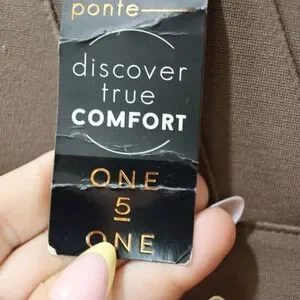 ponte
discover
true
COMFORT
ONE
5
ONE